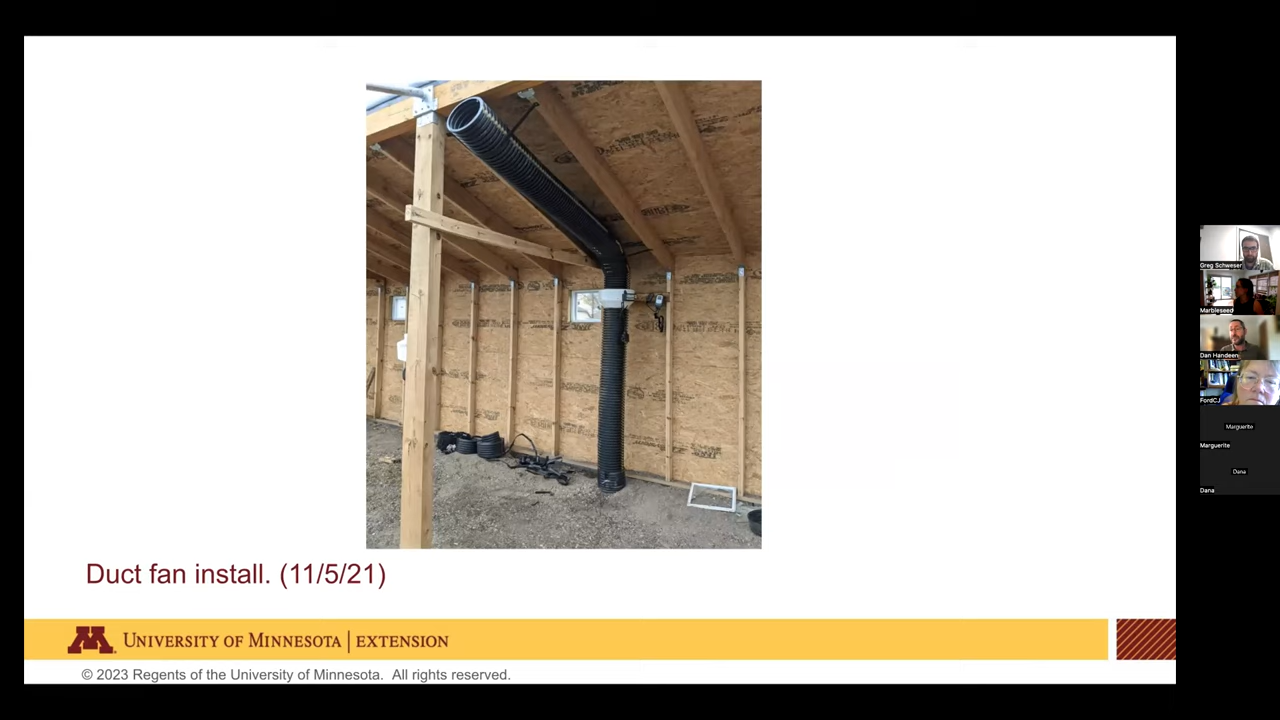 Duct fan install. (11/5/21)
M
UNIVERSITY OF MINNESOTA | EXTENSION
© 2023 Regents of the University of Minnesota. All rights reserved.
Greg Schweser
Marbleseed
Dan Handeen
FordCJ
Marguerite
Marguerite
Dana
Dana